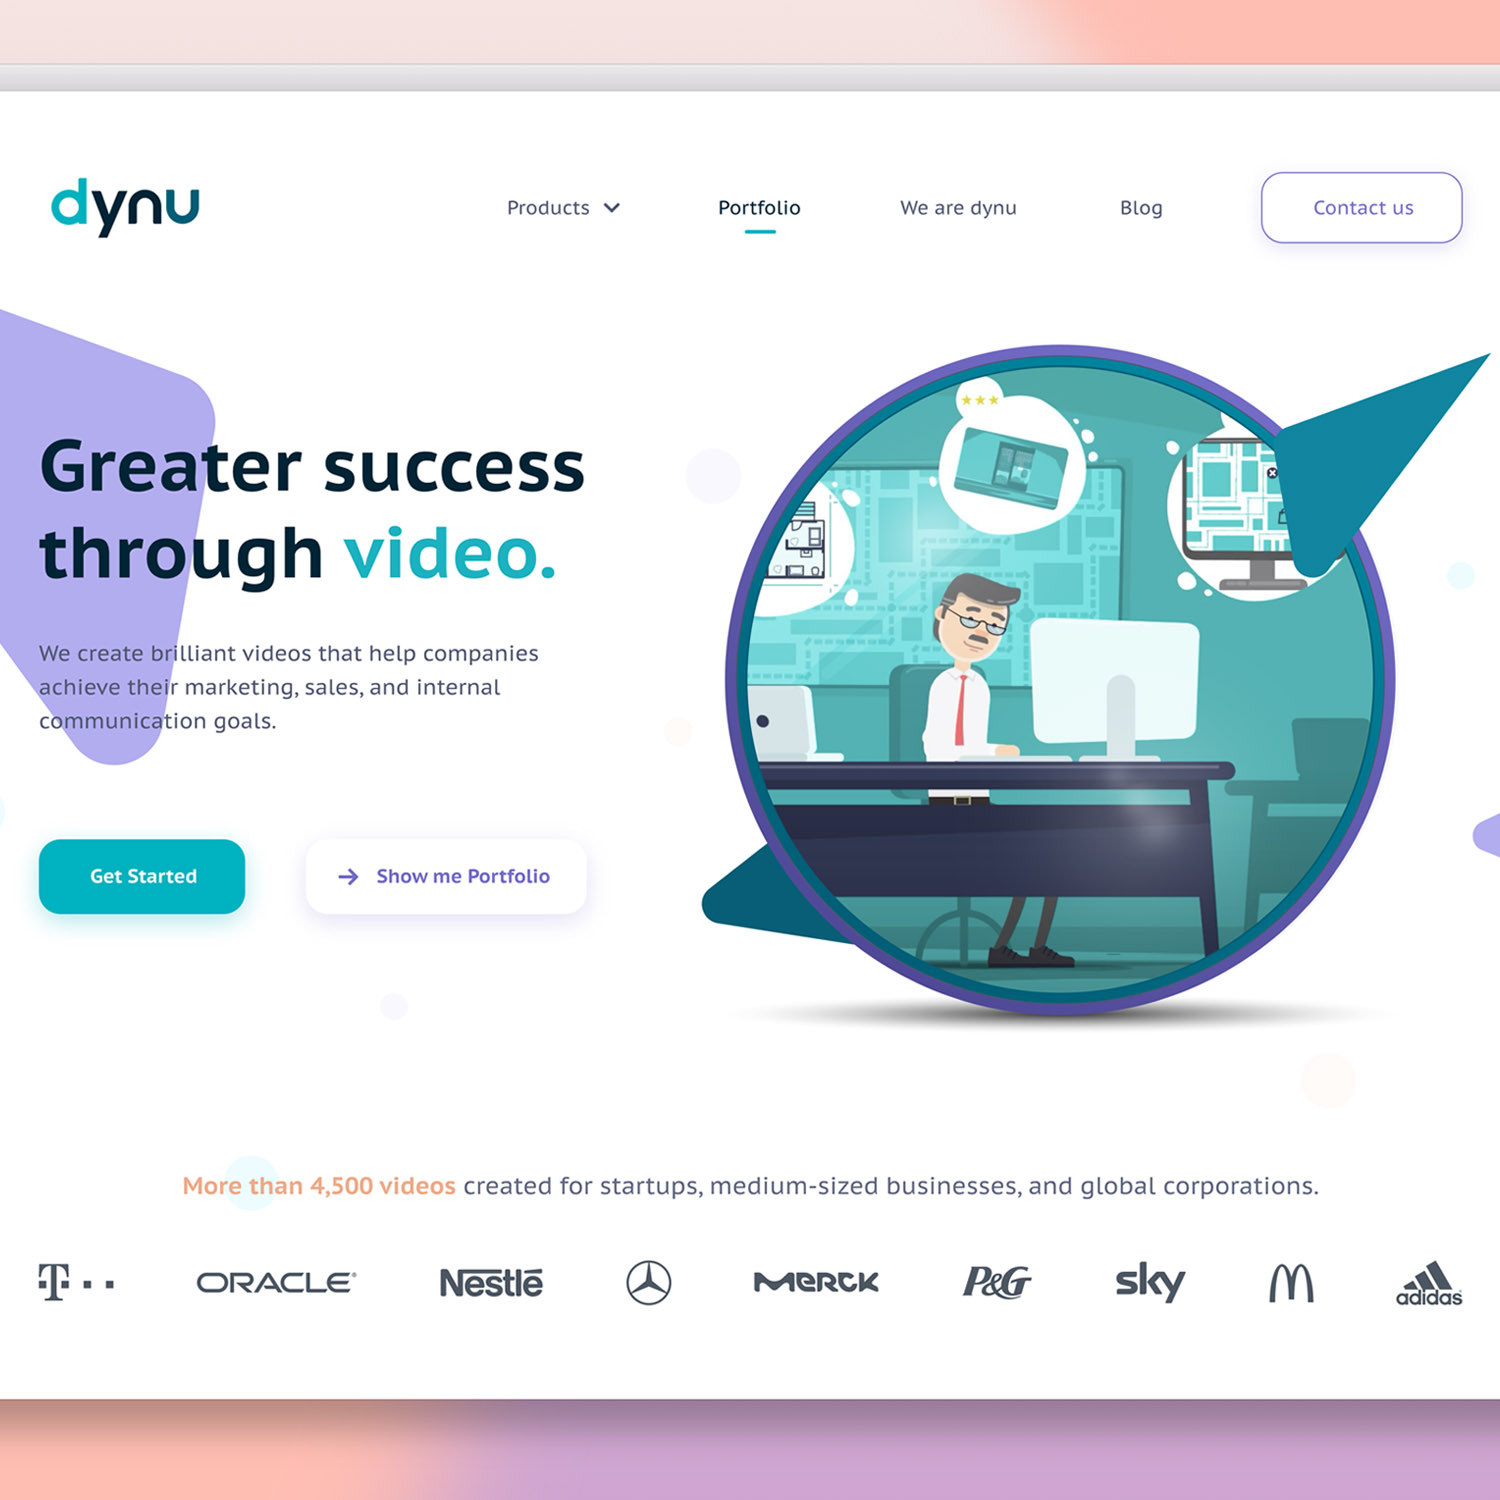 dynu
Products
Portfolio
We are dynu
Blog
Contact us
Greater success
through video.
We create brilliant videos that help companies
achieve their marketing, sales, and internal
communication goals.
Get Started
Show me Portfolio
More than 4,500 videos created for startups, medium-sized businesses, and global corporations.
T
ORACLE®
Nestlé
MERCK
P&G
sky
M
adidas